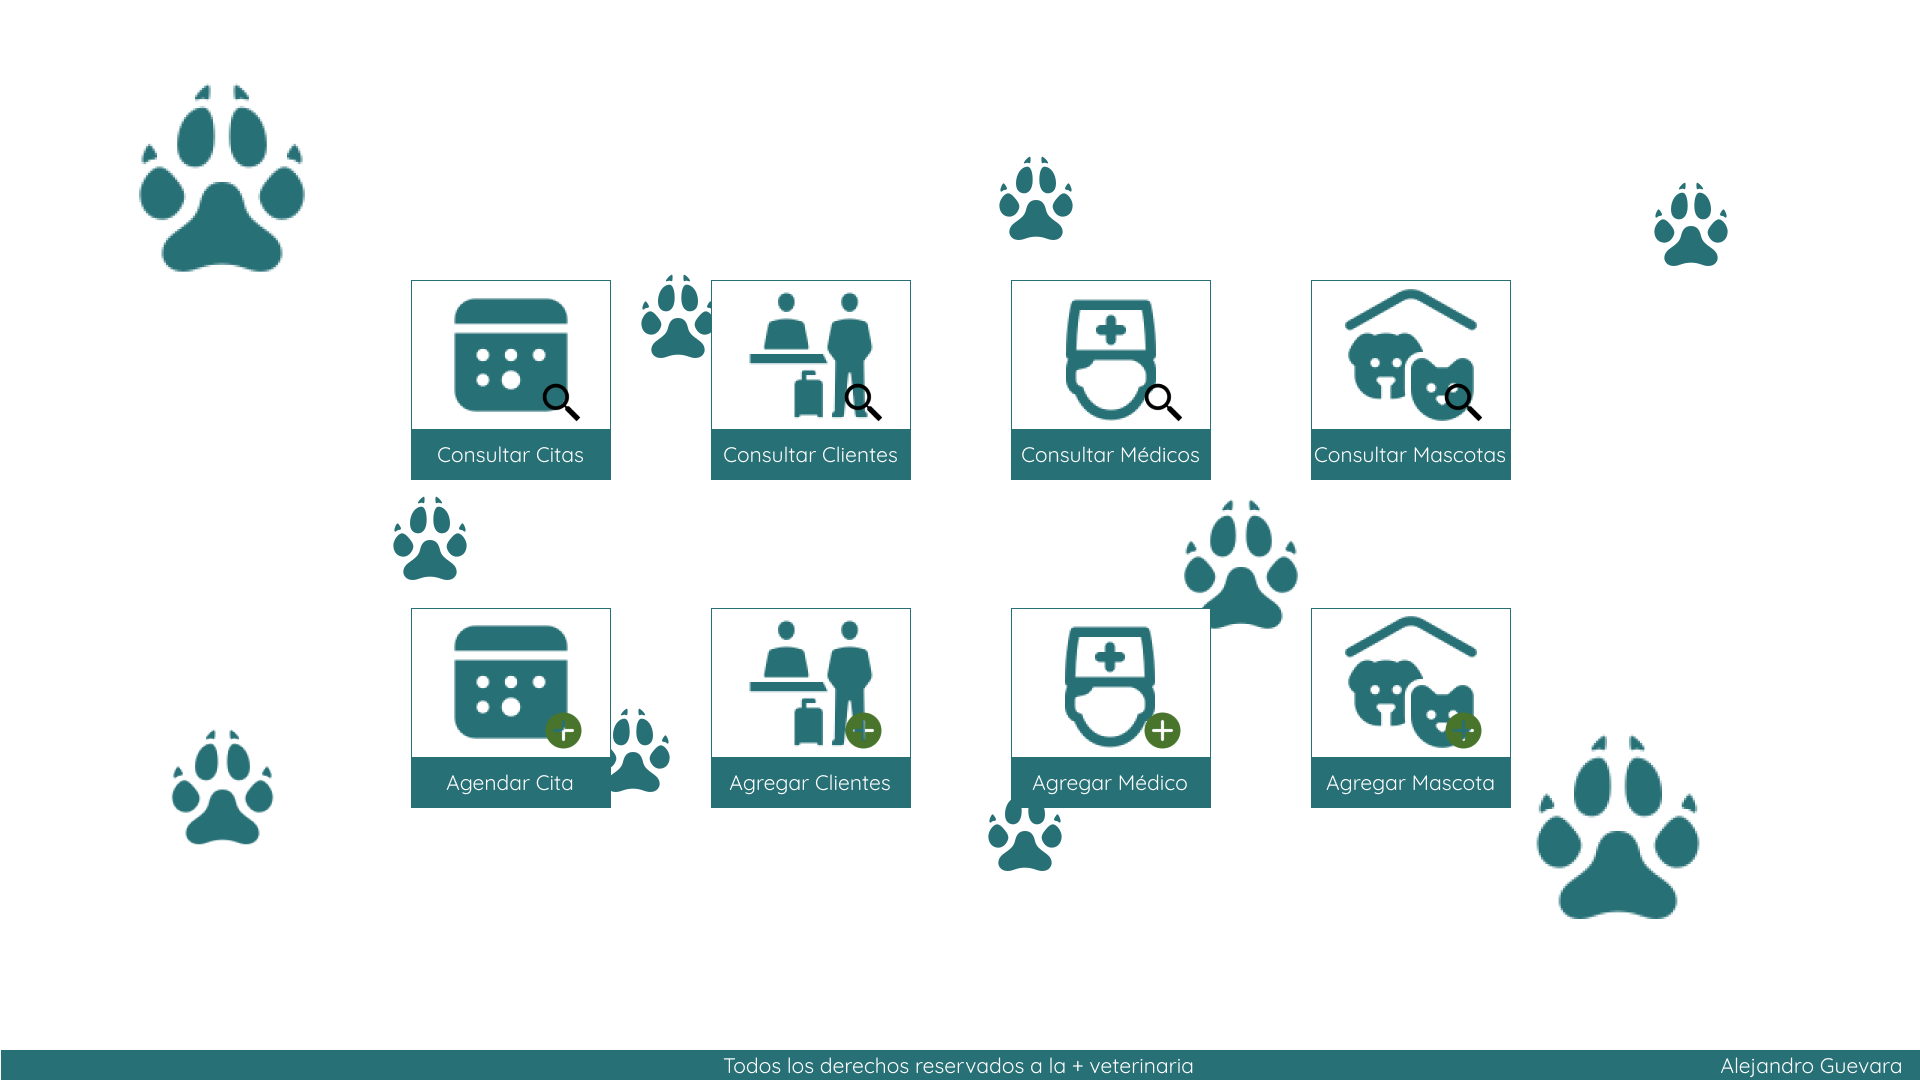 Consultar Citas
Consultar Clientes
Consultar Médicos
Consultar Mascotas
Agendar Cita
Agregar Clientes
Agregar Médico
Agregar Mascota
Todos los derechos reservados a la + veterinaria
Alejandro Guevara